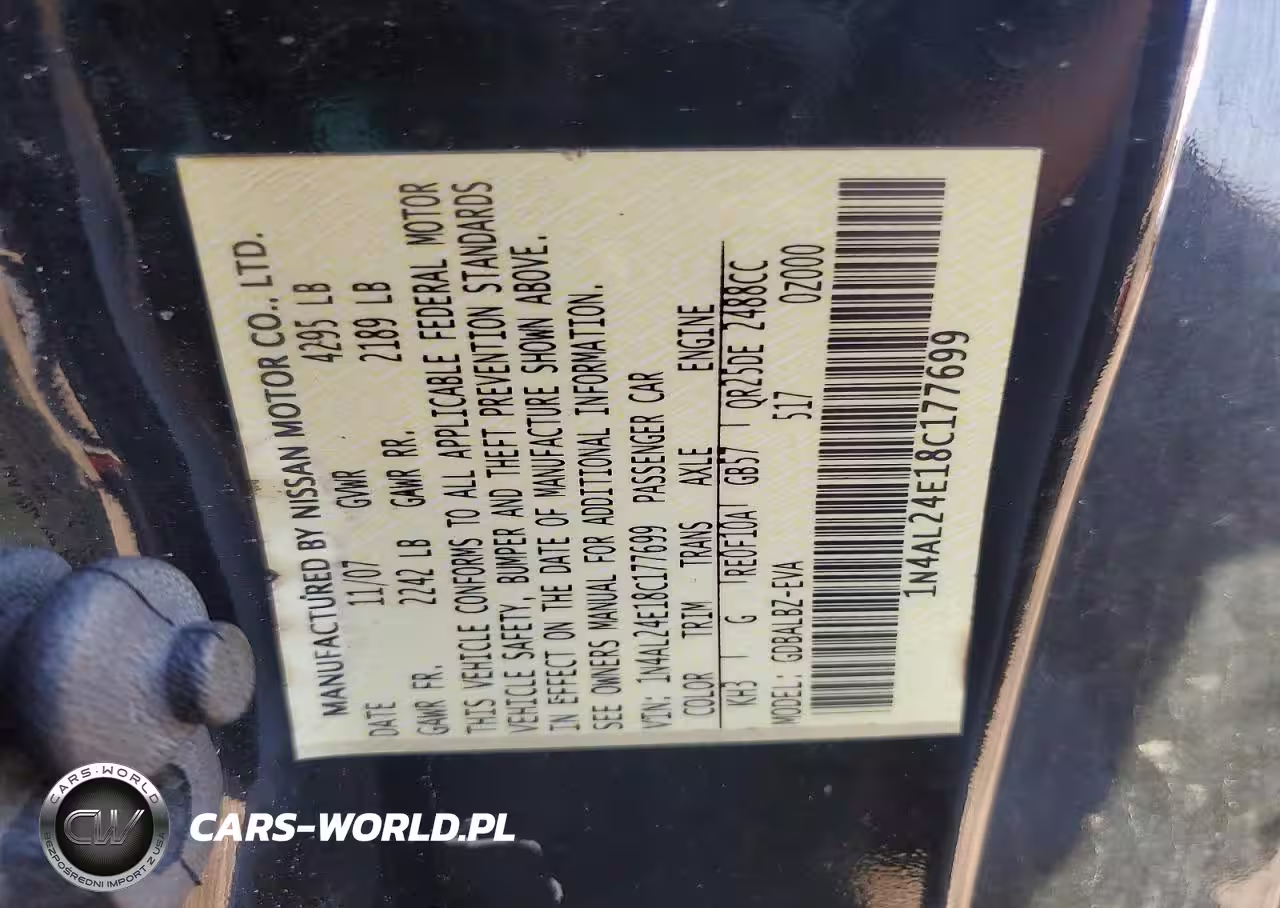 MANUFACTURED BY NISSAN MOTOR CO., LTD.
DATE 11/07 GVWR 4295 LB
GAWR FR. 2242 LB GAWR RR. 2189 LB
THIS VEHICLE CONFORMS TO ALL APPLICABLE FEDERAL MOTOR
VEHICLE SAFETY, BUMPER AND THEFT PREVENTION STANDARDS
IN EFFECT ON THE DATE OF MANUFACTURE SHOWN ABOVE.
SEE OWNERS MANUAL FOR ADDITIONAL INFORMATION.
VIN: 1N4AL24E18C177699 PASSENGER CAR
COLOR TRIM TRANS AXLE ENGINE
KH3 G RE0F10A GB57 QR25DE 2488CC
MODEL: GDBALBZ-EVA 517 0Z000
1N4AL24E18C177699
CARS-WORLD
CW
BEZPOŚREDNI IMPORT Z USA
CARS-WORLD.PL